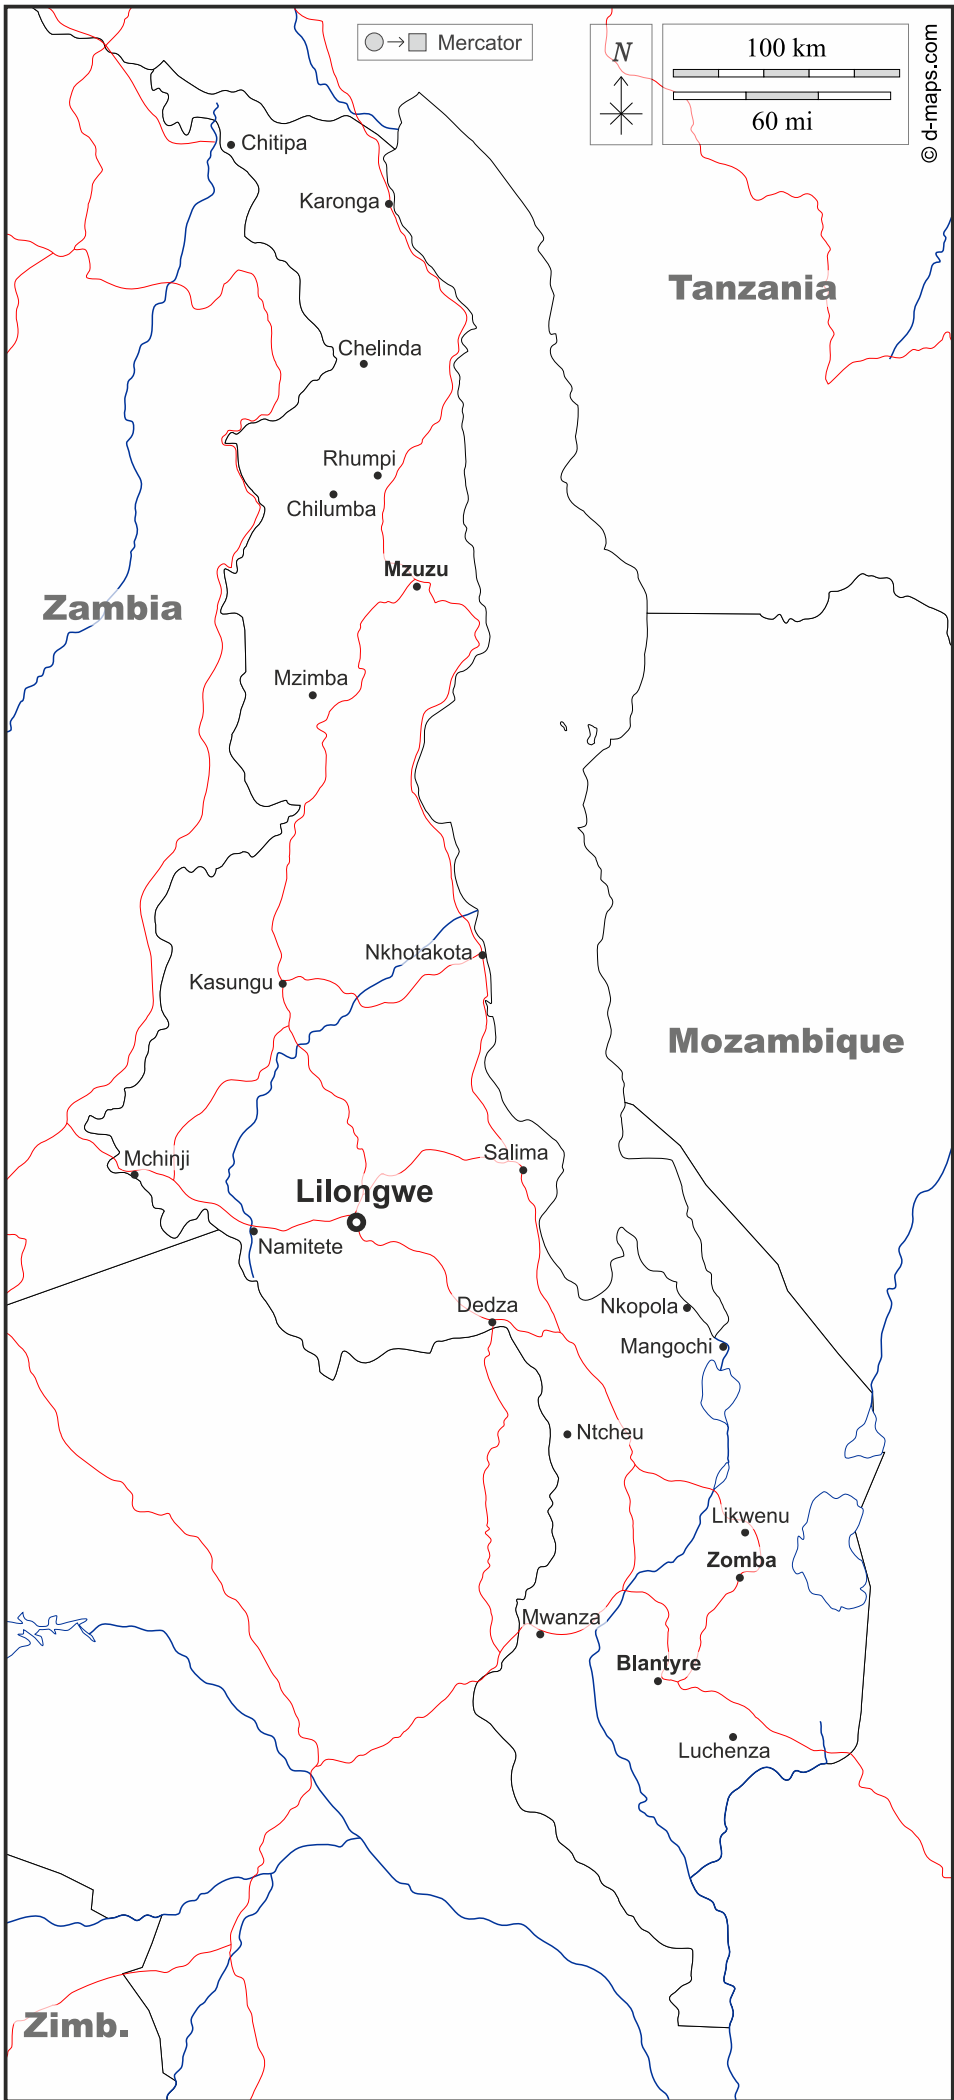 Mercator
N
100 km
60 mi
© d-maps.com
Chitipa
Karonga
Tanzania
Chelinda
Rhumpi
Chilumba
Mzuzu
Zambia
Mzimba
Nkhotakota
Kasungu
Mozambique
Mchinji
Salima
Lilongwe
Namitete
Dedza
Nkopola
Mangochi
Ntcheu
Likwenu
Zomba
Mwanza
Blantyre
Luchenza
Zimb.